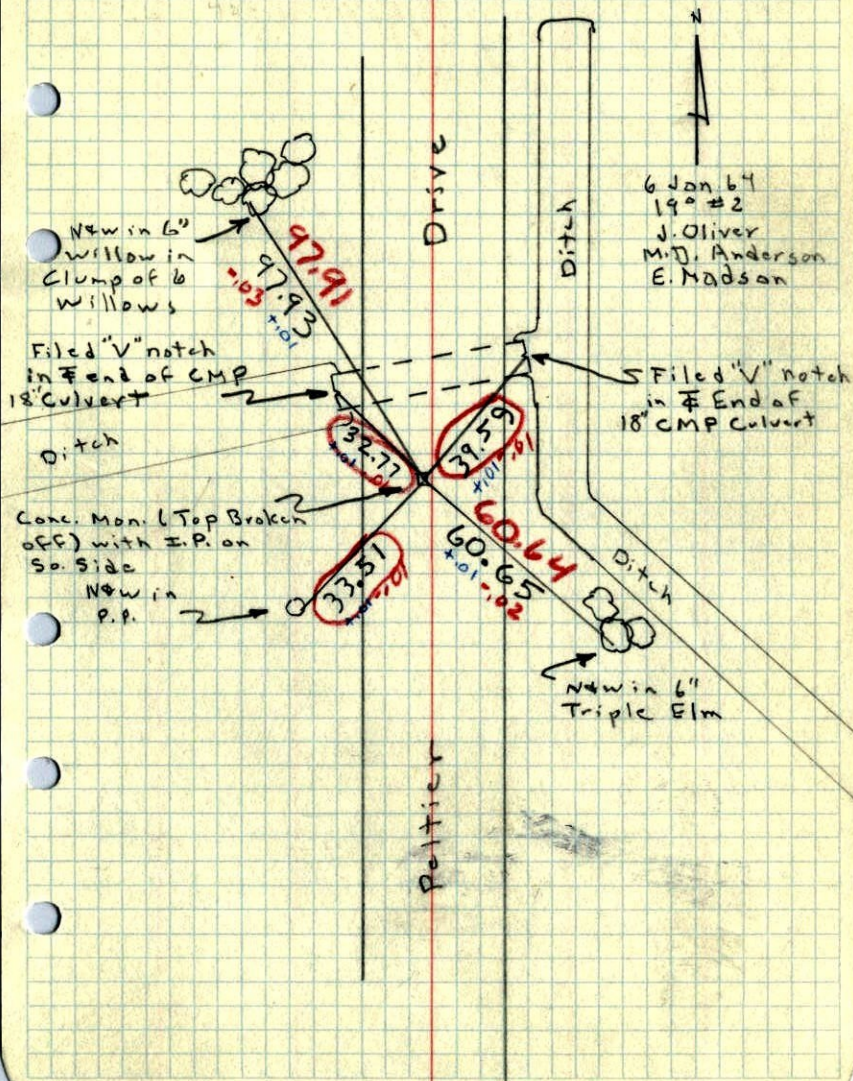 N
6 Jan 64
19° #2
J. Oliver
M.D. Anderson
E. Madson
Drive
Ditch
N&W in 6"
Willow in
Clump of 6
Willows
97.91
97.93
-.03
+.01
Filed "V" notch
in ℄ end of CMP
18" Culvert
Filed "V" notch
in ℄ End of
18" CMP Culvert
Ditch
32.77
+.01 -.01
39.59
+.01 -.01
Conc. Mon. (Top Broken
off) with I.P. on
So. Side
60.64
60.65
+.01 -.02
Ditch
33.51
+.01 -.01
N&W in
P.P.
N&W in 6"
Triple Elm
Peltier